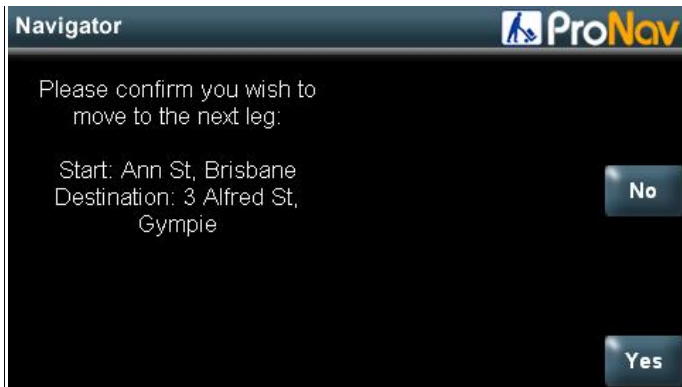 Navigator
ProNav
Please confirm you wish to
move to the next leg:
Start: Ann St, Brisbane
Destination: 3 Alfred St,
Gympie
No
Yes